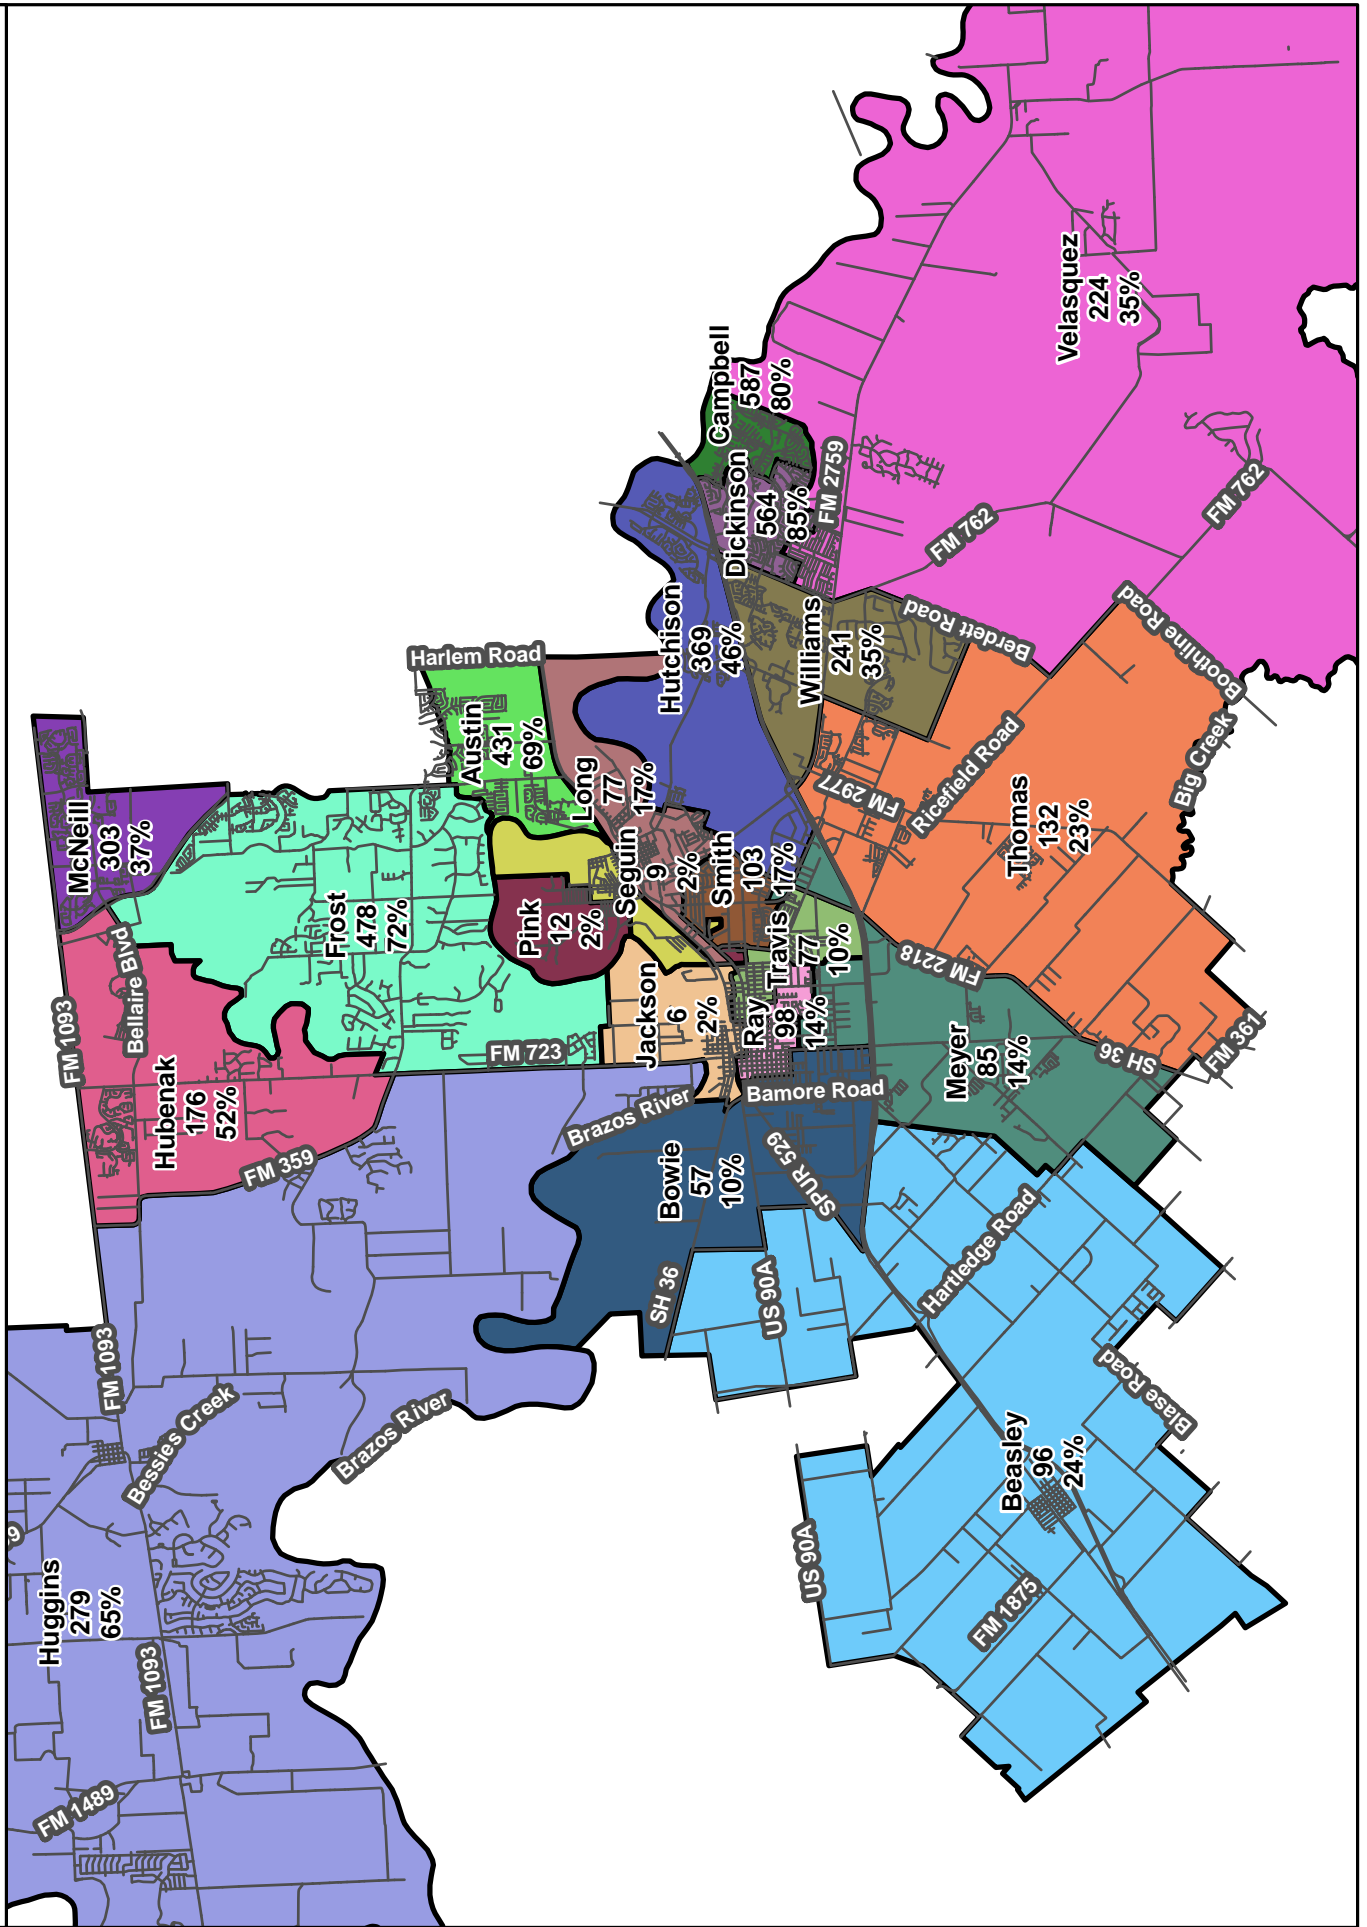 McNeill
303
37%
FM 1093
Bellaire Blvd
Hubenak
176
52%
FM 359
Frost
478
72%
FM 723
Harlem Road
Austin
431
69%
Long
77
17%
Pink
12
2%
Seguin
9
2%
Smith
103
17%
Jackson
6
2%
Travis
77
10%
Ray
98
14%
Hutchison
369
46%
Campbell
587
80%
Dickinson
564
85%
FM 2759
Williams
241
35%
FM 762
Berdett Road
Velasquez
224
35%
FM 762
Boothline Road
Big Creek
Ricefield Road
FM 2977
Thomas
132
23%
FM 2218
SH 36
FM 361
Meyer
85
14%
Bamore Road
Brazos River
Bowie
57
10%
SPUR 529
SH 36
US 90A
Hartledge Road
Blase Road
Beasley
96
24%
US 90A
FM 1875
FM 1093
Bessies Creek
Brazos River
Huggins
279
65%
FM 1093
FM 1489